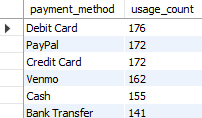 payment_method usage_count
Debit Card 176
PayPal 172
Credit Card 172
Venmo 162
Cash 155
Bank Transfer 141